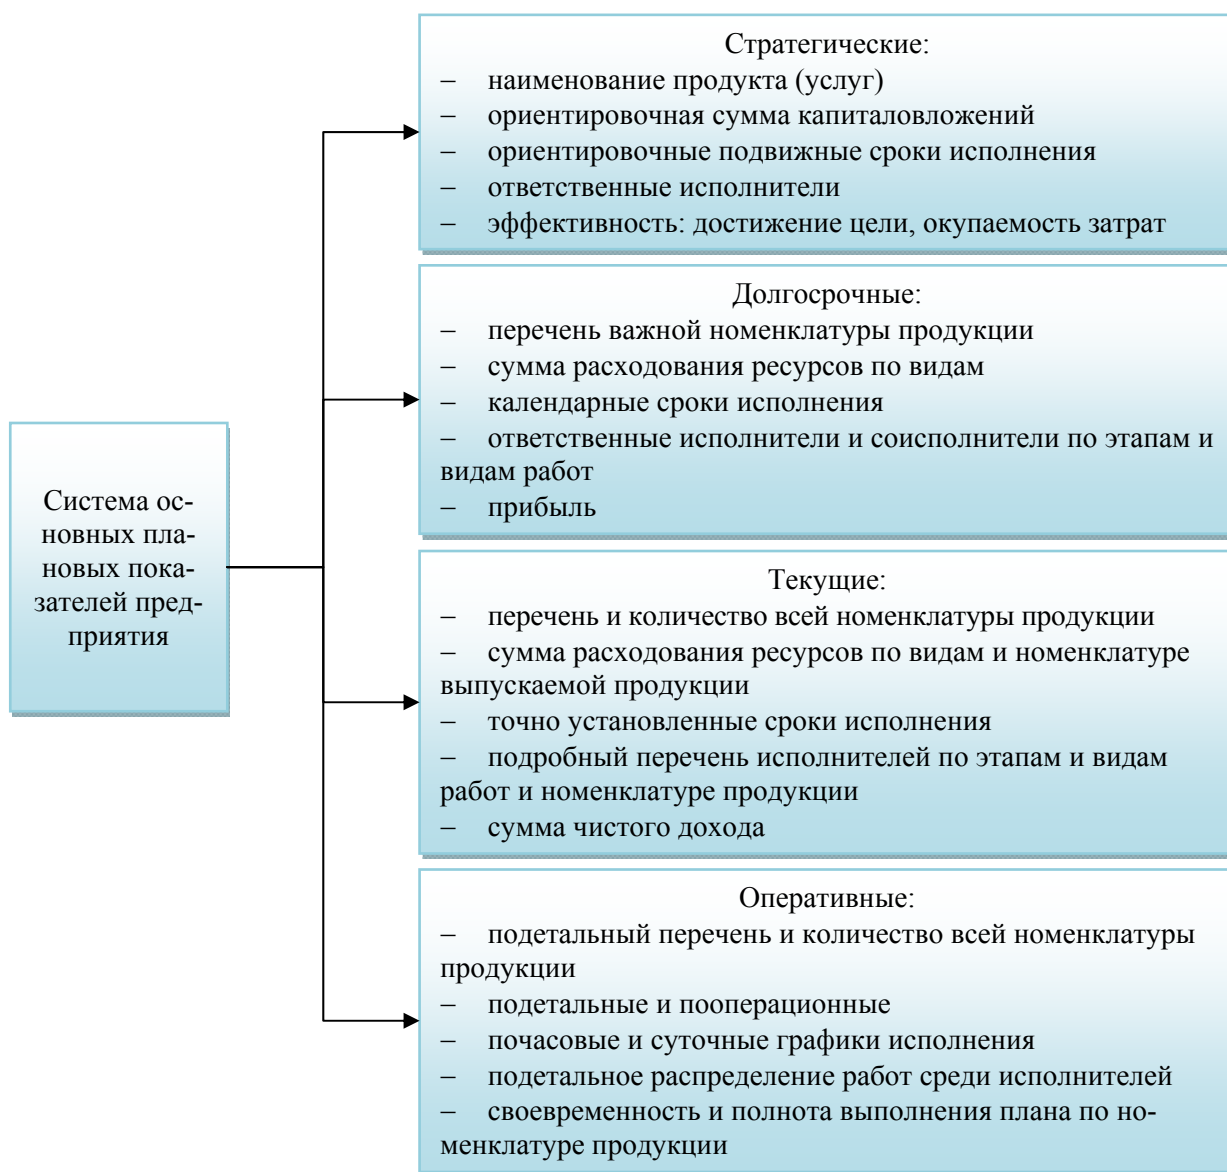 Стратегические:
– наименование продукта (услуг)
– ориентировочная сумма капиталовложений
– ориентировочные подвижные сроки исполнения
– ответственные исполнители
– эффективность: достижение цели, окупаемость затрат
Долгосрочные:
– перечень важной номенклатуры продукции
– сумма расходования ресурсов по видам
– календарные сроки исполнения
– ответственные исполнители и соисполнители по этапам и
видам работ
– прибыль
Система ос-
новных пла-
новых пока-
зателей пред-
приятия
Текущие:
– перечень и количество всей номенклатуры продукции
– сумма расходования ресурсов по видам и номенклатуре
выпускаемой продукции
– точно установленные сроки исполнения
– подробный перечень исполнителей по этапам и видам
работ и номенклатуре продукции
– сумма чистого дохода
Оперативные:
– подетальный перечень и количество всей номенклатуры
продукции
– подетальные и пооперационные
– почасовые и суточные графики исполнения
– подетальное распределение работ среди исполнителей
– своевременность и полнота выполнения плана по но-
менклатуре продукции